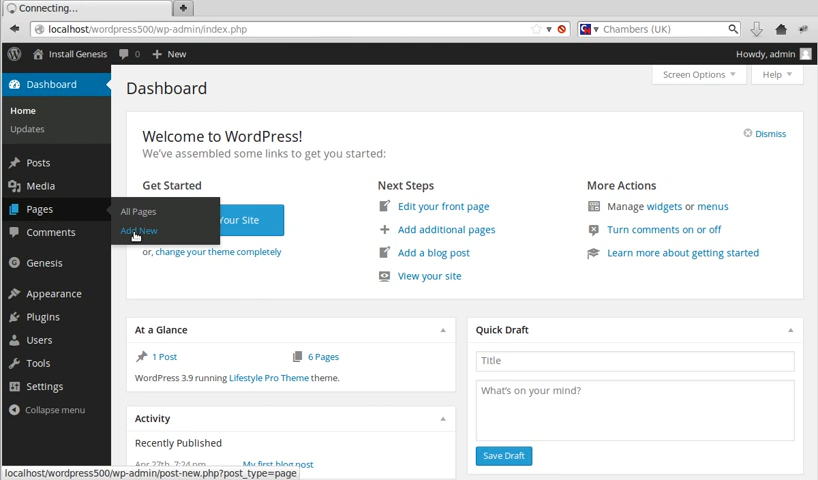 Connecting...
localhost/wordpress500/wp-admin/index.php
Chambers (UK)
Install Genesis
0
New
Howdy, admin
Dashboard
Home
Updates
Posts
Media
Pages
Comments
Genesis
Appearance
Plugins
Users
Tools
Settings
Collapse menu
All Pages
Add New
Screen Options
Help
Dashboard
Welcome to WordPress!
Dismiss
We've assembled some links to get you started:
Get Started
Your Site
or, change your theme completely
Next Steps
Edit your front page
Add additional pages
Add a blog post
View your site
More Actions
Manage widgets or menus
Turn comments on or off
Learn more about getting started
At a Glance
1 Post
6 Pages
WordPress 3.9 running Lifestyle Pro Theme theme.
Activity
Recently Published
Apr 27th, 7:24 pm
My first blog post
Quick Draft
Title
What's on your mind?
Save Draft
localhost/wordpress500/wp-admin/post-new.php?post_type=page